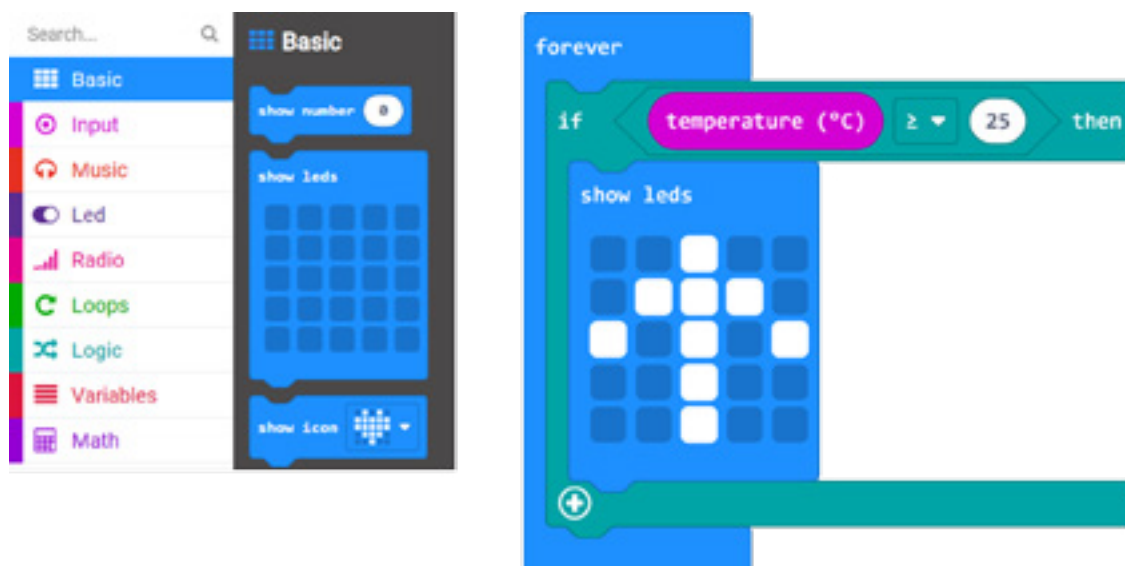 Search...
Basic
Input
Music
Led
Radio
Loops
Logic
Variables
Math
Basic
show number 0
show leds
show icon
forever
if temperature (°C) ≥ 25 then
show leds